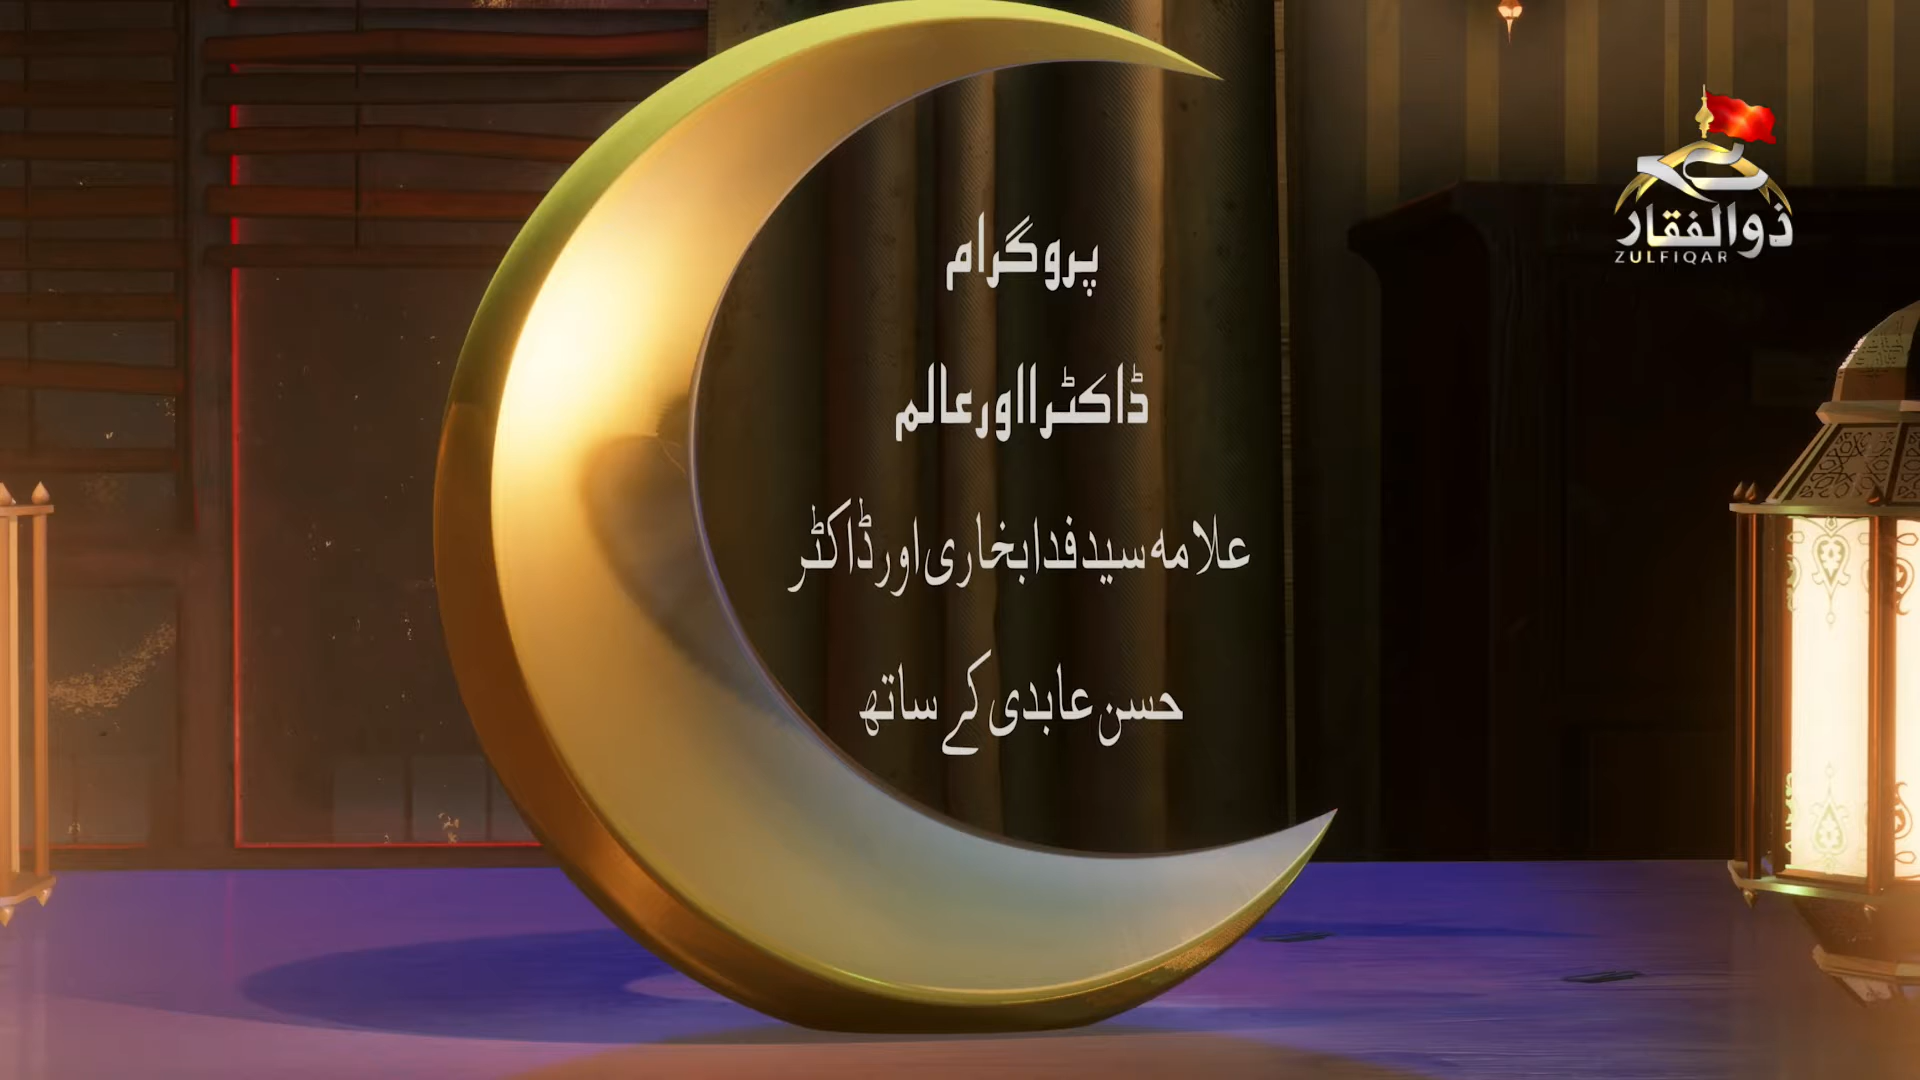 پروگرام
ڈاکٹر اور عالم
علامہ سید فدا بخاری اور ڈاکٹر
حسن عابدی کے ساتھ
ذوالفقار
ZULFIQAR